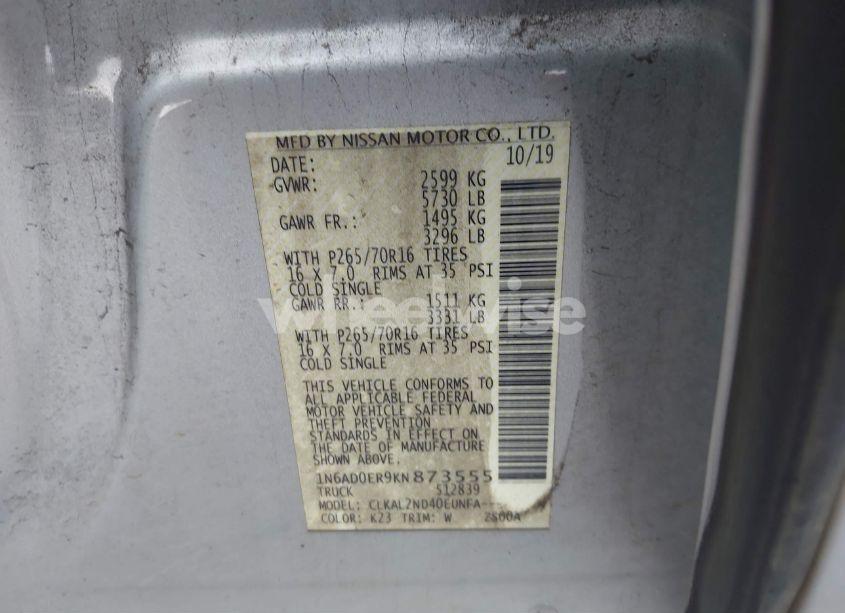 MFD BY NISSAN MOTOR CO., LTD.
DATE: 10/19
GVWR: 2599 KG
5730 LB
GAWR FR.: 1495 KG
3296 LB
WITH P265/70R16 TIRES
16 X 7.0 RIMS AT 35 PSI
COLD SINGLE
GAWR RR.: 1511 KG
3331 LB
wheelwise
WITH P265/70R16 TIRES
16 X 7.0 RIMS AT 35 PSI
COLD SINGLE
THIS VEHICLE CONFORMS TO
ALL APPLICABLE FEDERAL
MOTOR VEHICLE SAFETY AND
THEFT PREVENTION
STANDARDS IN EFFECT ON
THE DATE OF MANUFACTURE
SHOWN ABOVE.
1N6AD0ER9KN873555
TRUCK 512839
MODEL: CLKAL2ND40EUNFA---
COLOR: K23 TRIM: W 2S00A